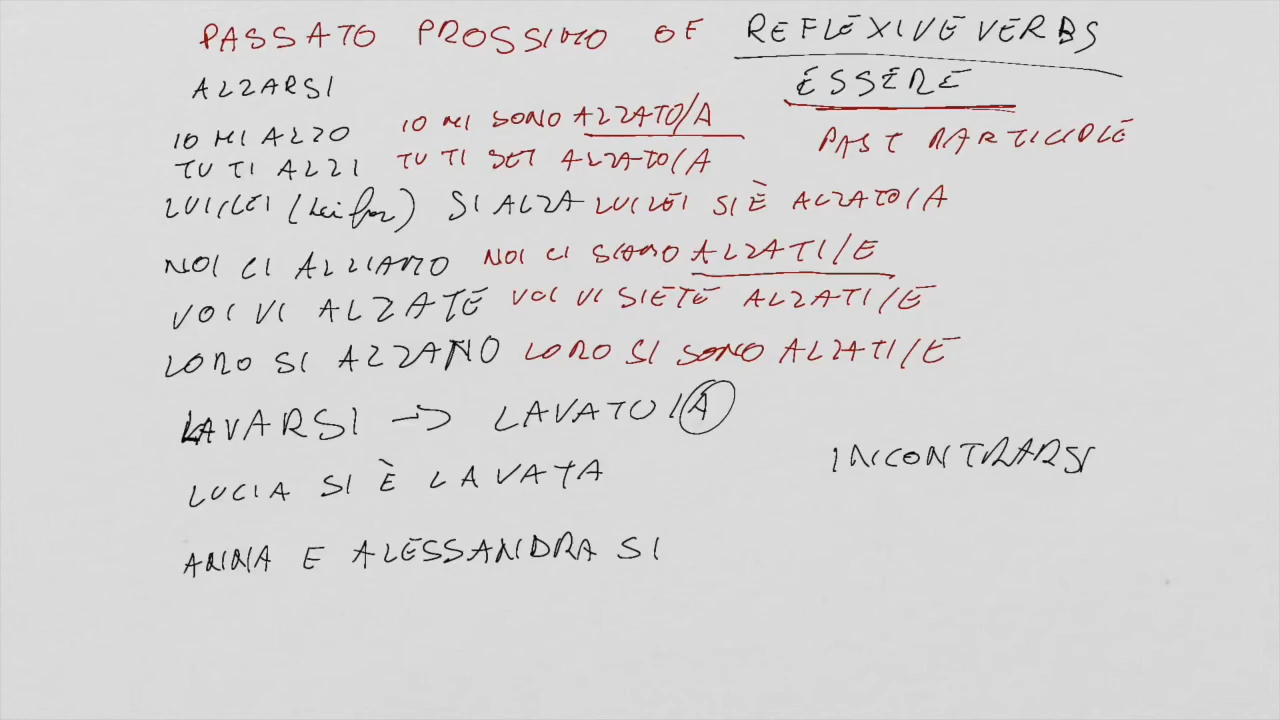 PASSATO PROSSIMO OF REFLEXIVE VERBS
ALZARSI ESSERE
IO MI ALZO IO MI SONO ALZATO/A PAST PARTICIPLE
TU TI ALZI TU TI SEI ALZATO/A
LUI/LEI (Lei for) SI ALZA LUI LEI SI È ALZATO/A
NOI CI ALZIAMO NOI CI SIAMO ALZATI/E
VOI VI ALZATE VOI VI SIETE ALZATI/E
LORO SI ALZANO LORO SI SONO ALZATI/E
LAVARSI -> LAVATO/A
INCONTRARSI
LUCIA SI È LAVATA
ANNA E ALESSANDRA SI